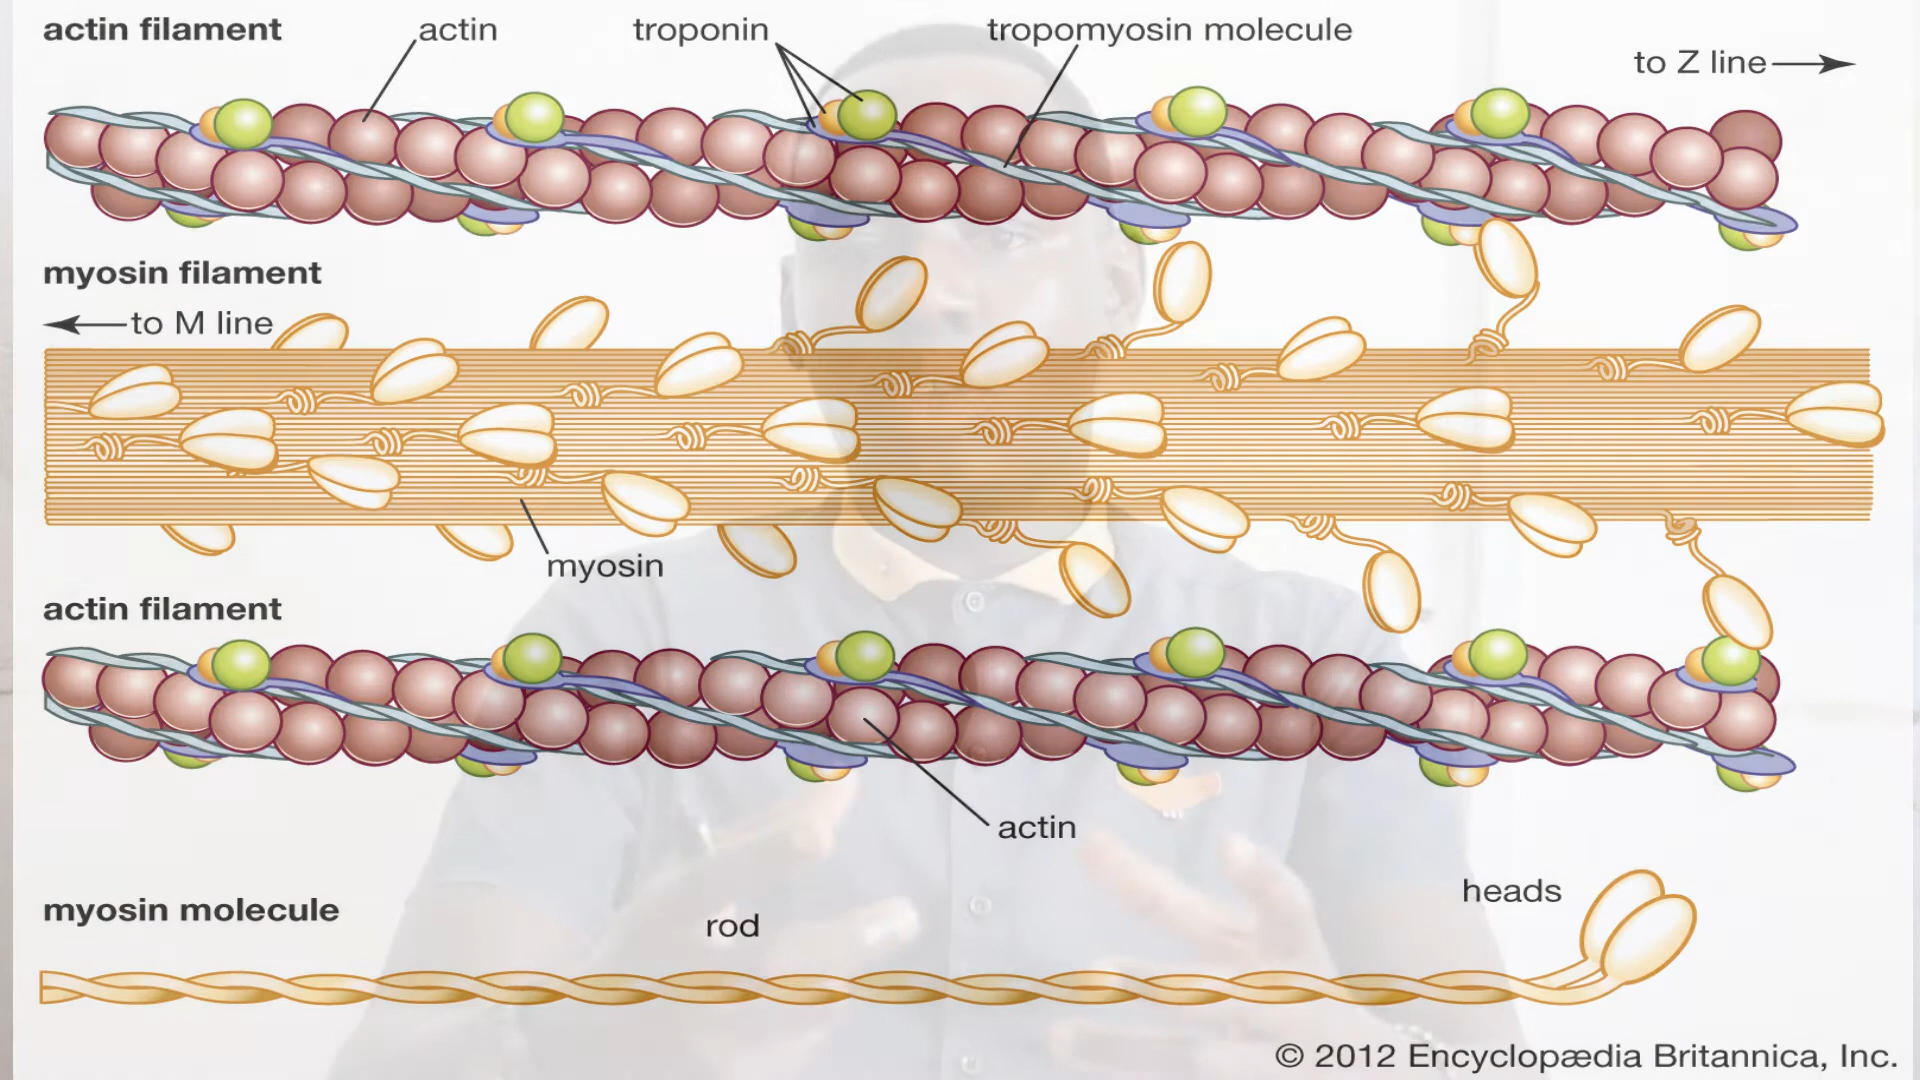 actin filament
actin
troponin
tropomyosin molecule
to Z line
myosin filament
to M line
myosin
actin filament
actin
myosin molecule
rod
heads
© 2012 Encyclopædia Britannica, Inc.